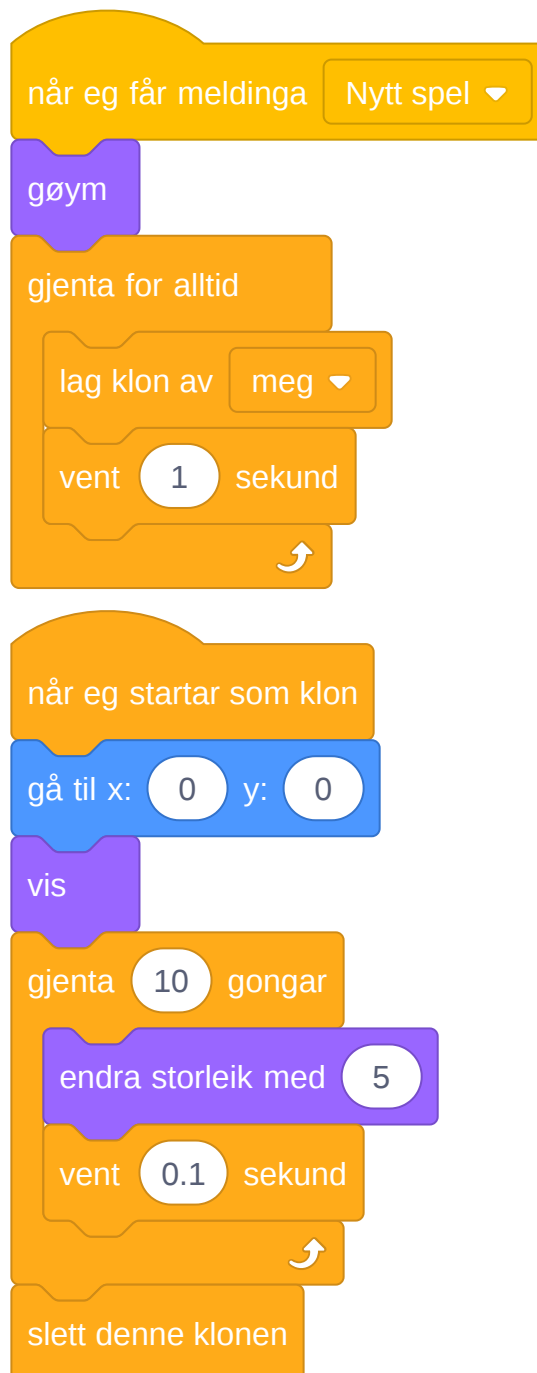 når eg får meldinga Nytt spel
gøym
gjenta for alltid
lag klon av meg
vent 1 sekund
når eg startar som klon
gå til x: 0 y: 0
vis
gjenta 10 gongar
endra storleik med 5
vent 0.1 sekund
slett denne klonen